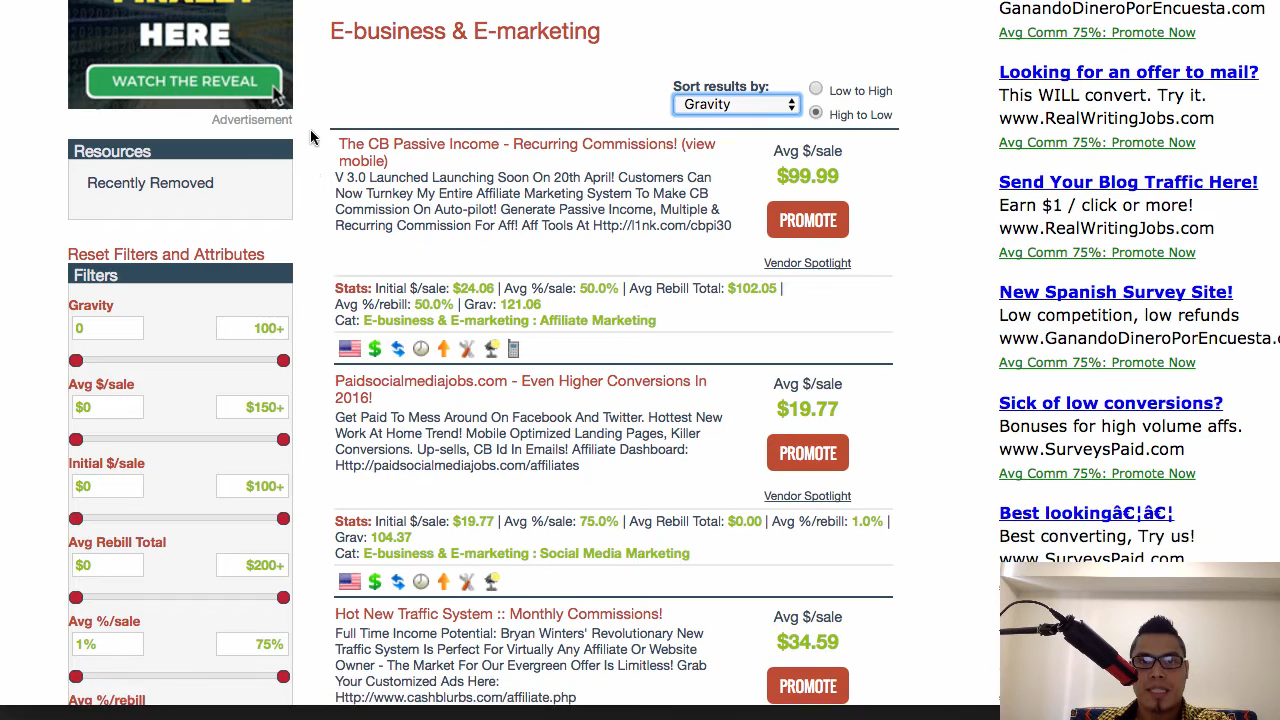 FINALLY
HERE
WATCH THE REVEAL
Advertisement
Resources
Recently Removed
Reset Filters and Attributes
Filters
Gravity
0
100+
Avg $/sale
$0
$150+
Initial $/sale
$0
$100+
Avg Rebill Total
$0
$200+
Avg %/sale
1%
75%
Avg %/rebill
E-business & E-marketing
Sort results by:
Gravity
Low to High
High to Low
The CB Passive Income - Recurring Commissions! (view
mobile)
V 3.0 Launched Launching Soon On 20th April! Customers Can
Now Turnkey My Entire Affiliate Marketing System To Make CB
Commission On Auto-pilot! Generate Passive Income, Multiple &
Recurring Commission For Aff! Aff Tools At Http://l1nk.com/cbpi30
Avg $/sale
$99.99
PROMOTE
Vendor Spotlight
Stats: Initial $/sale: $24.06 | Avg %/sale: 50.0% | Avg Rebill Total: $102.05 |
Avg %/rebill: 50.0% | Grav: 121.06
Cat: E-business & E-marketing : Affiliate Marketing
Paidsocialmediajobs.com - Even Higher Conversions In
2016!
Get Paid To Mess Around On Facebook And Twitter. Hottest New
Work At Home Trend! Mobile Optimized Landing Pages, Killer
Conversions. Up-sells, CB Id In Emails! Affiliate Dashboard:
Http://paidsocialmediajobs.com/affiliates
Avg $/sale
$19.77
PROMOTE
Vendor Spotlight
Stats: Initial $/sale: $19.77 | Avg %/sale: 75.0% | Avg Rebill Total: $0.00 | Avg %/rebill: 1.0% |
Grav: 104.37
Cat: E-business & E-marketing : Social Media Marketing
Hot New Traffic System :: Monthly Commissions!
Full Time Income Potential: Bryan Winters' Revolutionary New
Traffic System Is Perfect For Virtually Any Affiliate Or Website
Owner - The Market For Our Evergreen Offer Is Limitless! Grab
Your Customized Ads Here:
Http://www.cashblurbs.com/affiliate.php
Avg $/sale
$34.59
PROMOTE
GanandoDineroPorEncuesta.com
Avg Comm 75%: Promote Now
Looking for an offer to mail?
This WILL convert. Try it.
www.RealWritingJobs.com
Avg Comm 75%: Promote Now
Send Your Blog Traffic Here!
Earn $1 / click or more!
www.RealWritingJobs.com
Avg Comm 75%: Promote Now
New Spanish Survey Site!
Low competition, low refunds
www.GanandoDineroPorEncuesta.
Avg Comm 75%: Promote Now
Sick of low conversions?
Bonuses for high volume affs.
www.SurveysPaid.com
Avg Comm 75%: Promote Now
Best lookingâ€¦â€¦
Best converting, Try us!
www.SurveysPaid.com